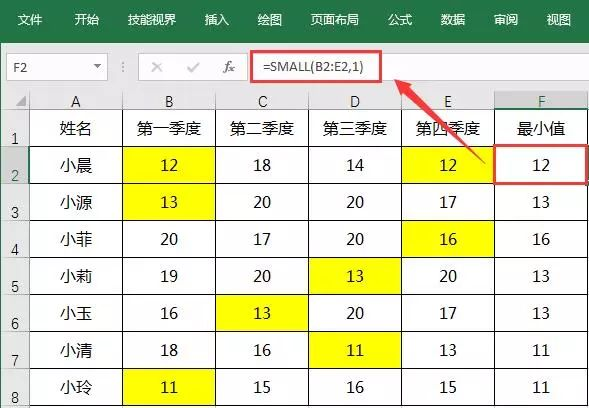 文件 开始 技能视界 插入 绘图 页面布局 公式 数据 审阅 视图
F2 fx =SMALL(B2:E2,1)
A B C D E F
1 姓名 第一季度 第二季度 第三季度 第四季度 最小值
2 小晨 12 18 14 12 12
3 小源 13 20 20 17 13
4 小菲 20 17 20 16 16
5 小莉 19 20 13 20 13
6 小玉 16 13 20 17 13
7 小清 18 16 11 13 11
8 小玲 11 15 16 15 11